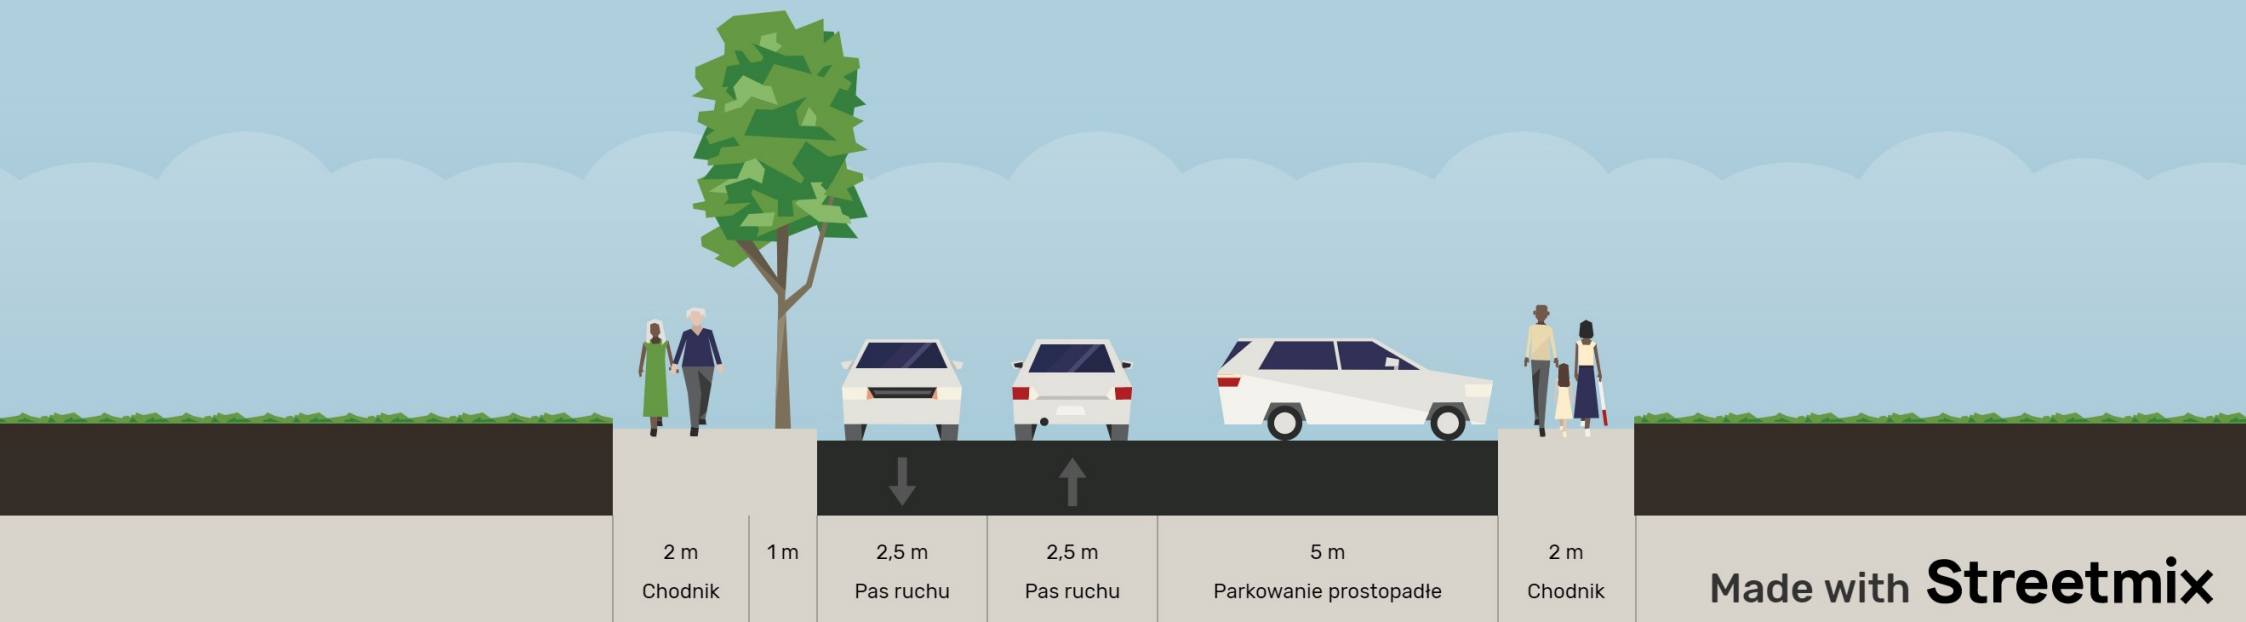 2 m
Chodnik
1 m
2,5 m
Pas ruchu
2,5 m
Pas ruchu
5 m
Parkowanie prostopadłe
2 m
Chodnik
Made with Streetmix